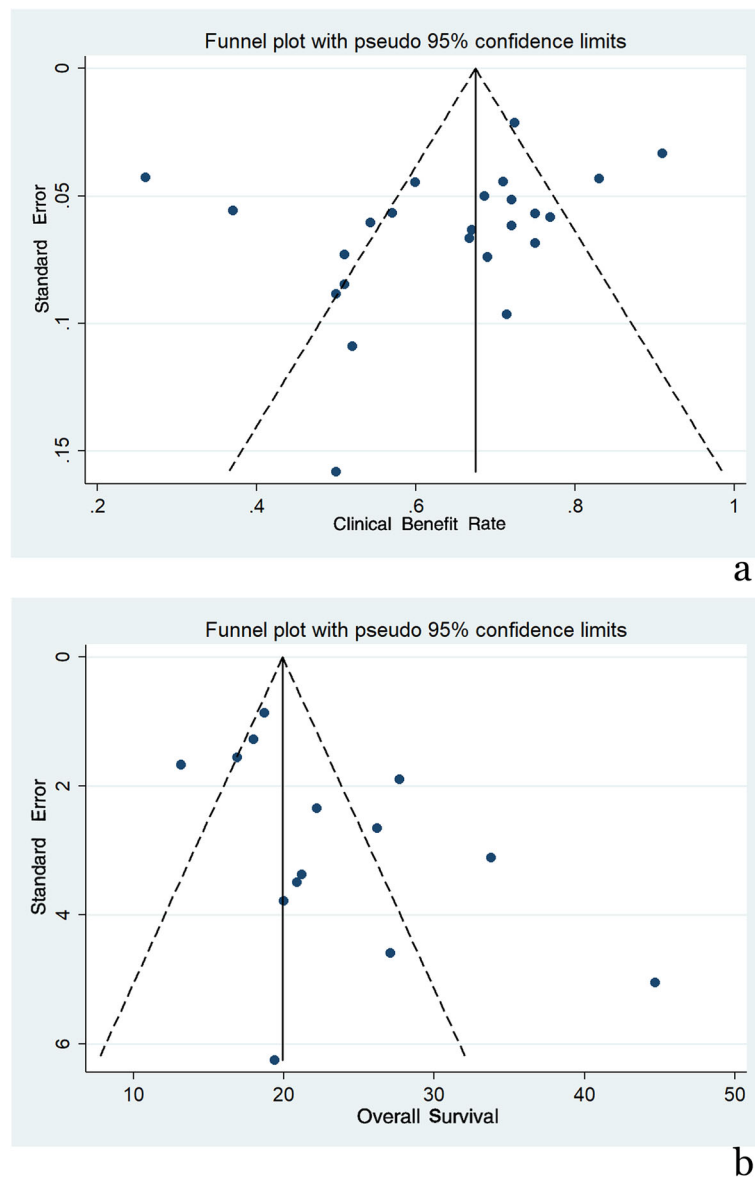 Funnel plot with pseudo 95% confidence limits
0
.05
.1
.15
Standard Error
.2 .4 .6 .8 1
Clinical Benefit Rate
a
Funnel plot with pseudo 95% confidence limits
0
2
4
6
Standard Error
10 20 30 40 50
Overall Survival
b